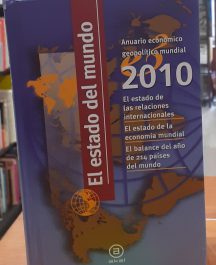 El estado del mundo
Anuario económico
geopolítico mundial
2010
El estado de
las relaciones
internacionales
El estado de la
economía mundial
El balance del año
de 214 países
del mundo
akal